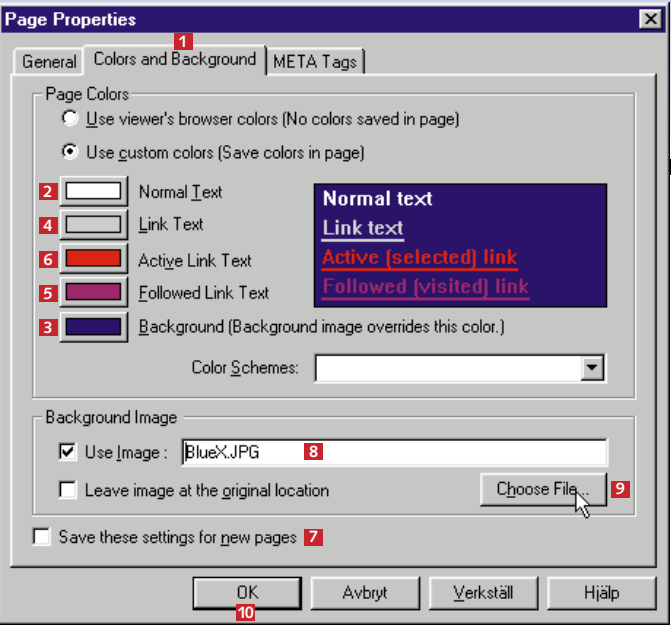 Page Properties
1
General Colors and Background META Tags
Page Colors
Use viewer's browser colors (No colors saved in page)
Use custom colors (Save colors in page)
2 Normal Text
4 Link Text
6 Active Link Text
5 Followed Link Text
3 Background (Background image overrides this color.)
Normal text
Link text
Active (selected) link
Followed (visited) link
Color Schemes:
Background Image
Use Image : BlueX.JPG 8
Leave image at the original location
Choose File... 9
Save these settings for new pages 7
OK Avbryt Verkställ Hjälp
10